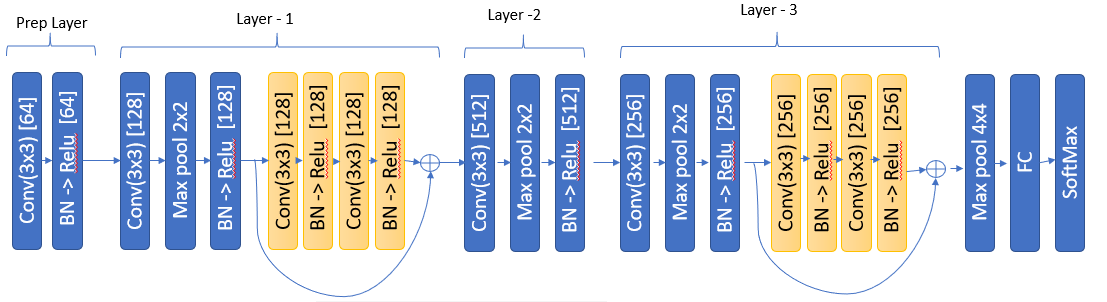 Prep Layer
Layer - 1
Layer -2
Layer - 3
Conv(3x3) [64]
BN -> Relu [64]
Conv(3x3) [128]
Max pool 2x2
BN -> Relu [128]
Conv(3x3) [128]
BN -> Relu [128]
Conv(3x3) [128]
BN -> Relu [128]
Conv(3x3) [512]
Max pool 2x2
BN -> Relu [512]
Conv(3x3) [256]
Max pool 2x2
BN -> Relu [256]
Conv(3x3) [256]
BN -> Relu [256]
Conv(3x3) [256]
BN -> Relu [256]
Max pool 4x4
FC
SoftMax